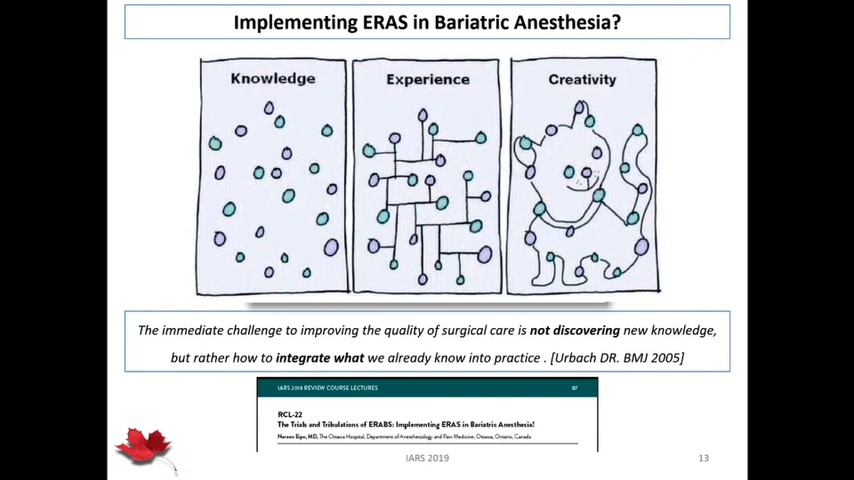 Implementing ERAS in Bariatric Anesthesia?
Knowledge
Experience
Creativity
The immediate challenge to improving the quality of surgical care is not discovering new knowledge,
but rather how to integrate what we already know into practice . [Urbach DR. BMJ 2005]
IARS 2019 REVIEW COURSE LECTURES
67
RCL-22
The Trials and Tribulations of ERABS: Implementing ERAS in Bariatric Anesthesia!
Naveen Eipe, MD, The Ottawa Hospital, Department of Anesthesiology and Pain Medicine, Ottawa, Ontario, Canada
IARS 2019
13